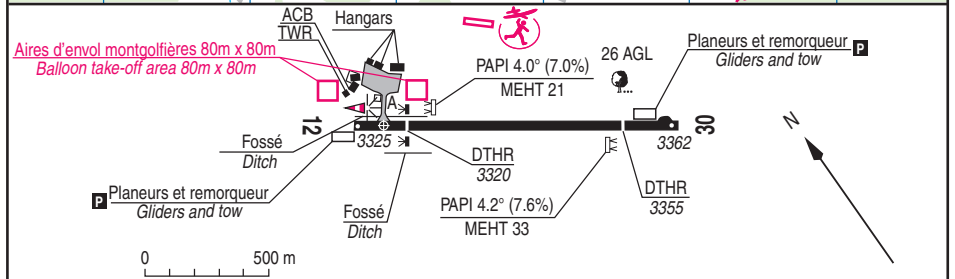 ACB
TWR
Hangars
Aires d'envol montgolfières 80m x 80m
Balloon take-off area 80m x 80m
PAPI 4.0° (7.0%)
MEHT 21
26 AGL
Planeurs et remorqueur P
Gliders and tow
A
12
30
N
Fossé
Ditch
3325
3362
DTHR
3320
DTHR
3355
P Planeurs et remorqueur
Gliders and tow
Fossé
Ditch
PAPI 4.2° (7.6%)
MEHT 33
0 500 m